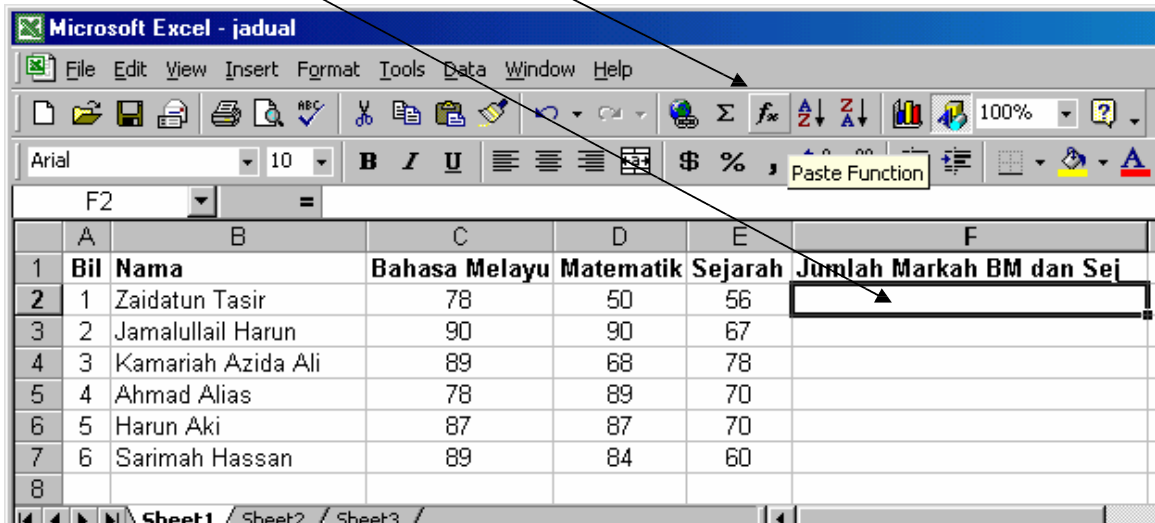 Microsoft Excel - jadual
File Edit View Insert Format Tools Data Window Help
ABC Σ fx A Z Z A 100% ?
Arial 10 B I U a $ % , A
Paste Function
F2 =
A B C D E F
1 Bil Nama Bahasa Melayu Matematik Sejarah Jumlah Markah BM dan Sej
2 1 Zaidatun Tasir 78 50 56
3 2 Jamalullail Harun 90 90 67
4 3 Kamariah Azida Ali 89 68 78
5 4 Ahmad Alias 78 89 70
6 5 Harun Aki 87 87 70
7 6 Sarimah Hassan 89 84 60
8
Sheet1 Sheet2 Sheet3